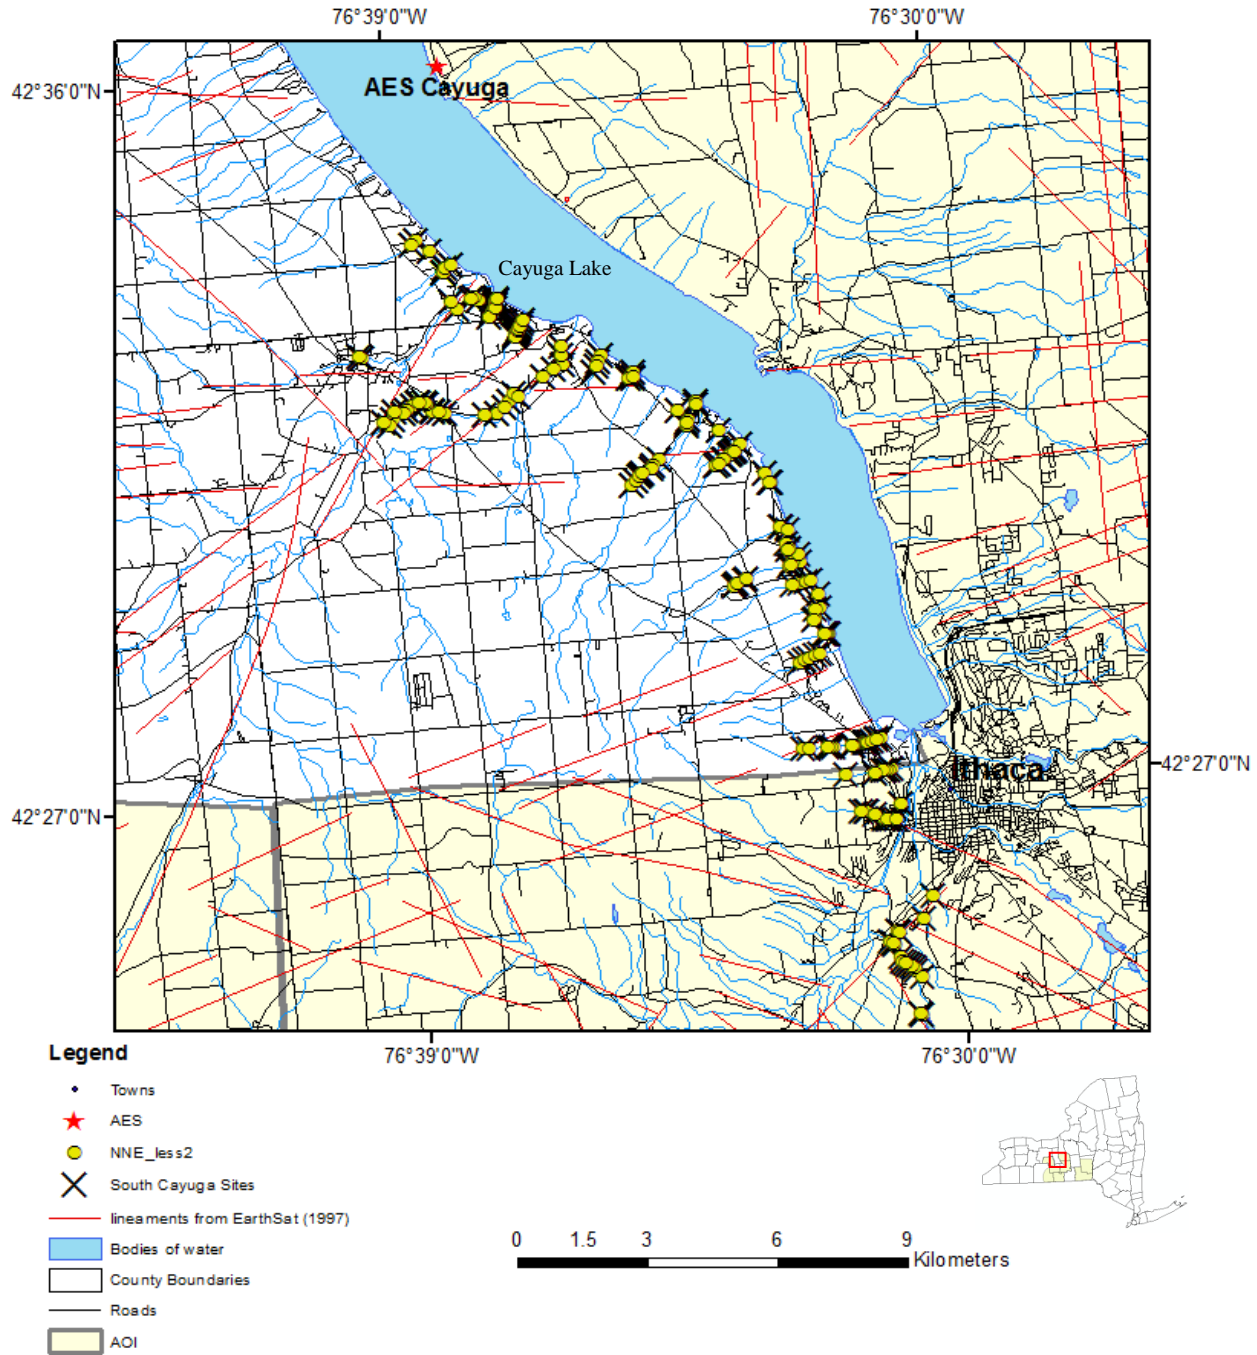 76°39'0"W 76°30'0"W
42°36'0"N
AES Cayuga
Cayuga Lake
42°27'0"N
Ithaca
42°27'0"N
76°39'0"W 76°30'0"W
Legend
Towns
AES
NNE_less2
South Cayuga Sites
lineaments from EarthSat (1997)
Bodies of water
County Boundaries
Roads
AOI
0 1.5 3 6 9
Kilometers